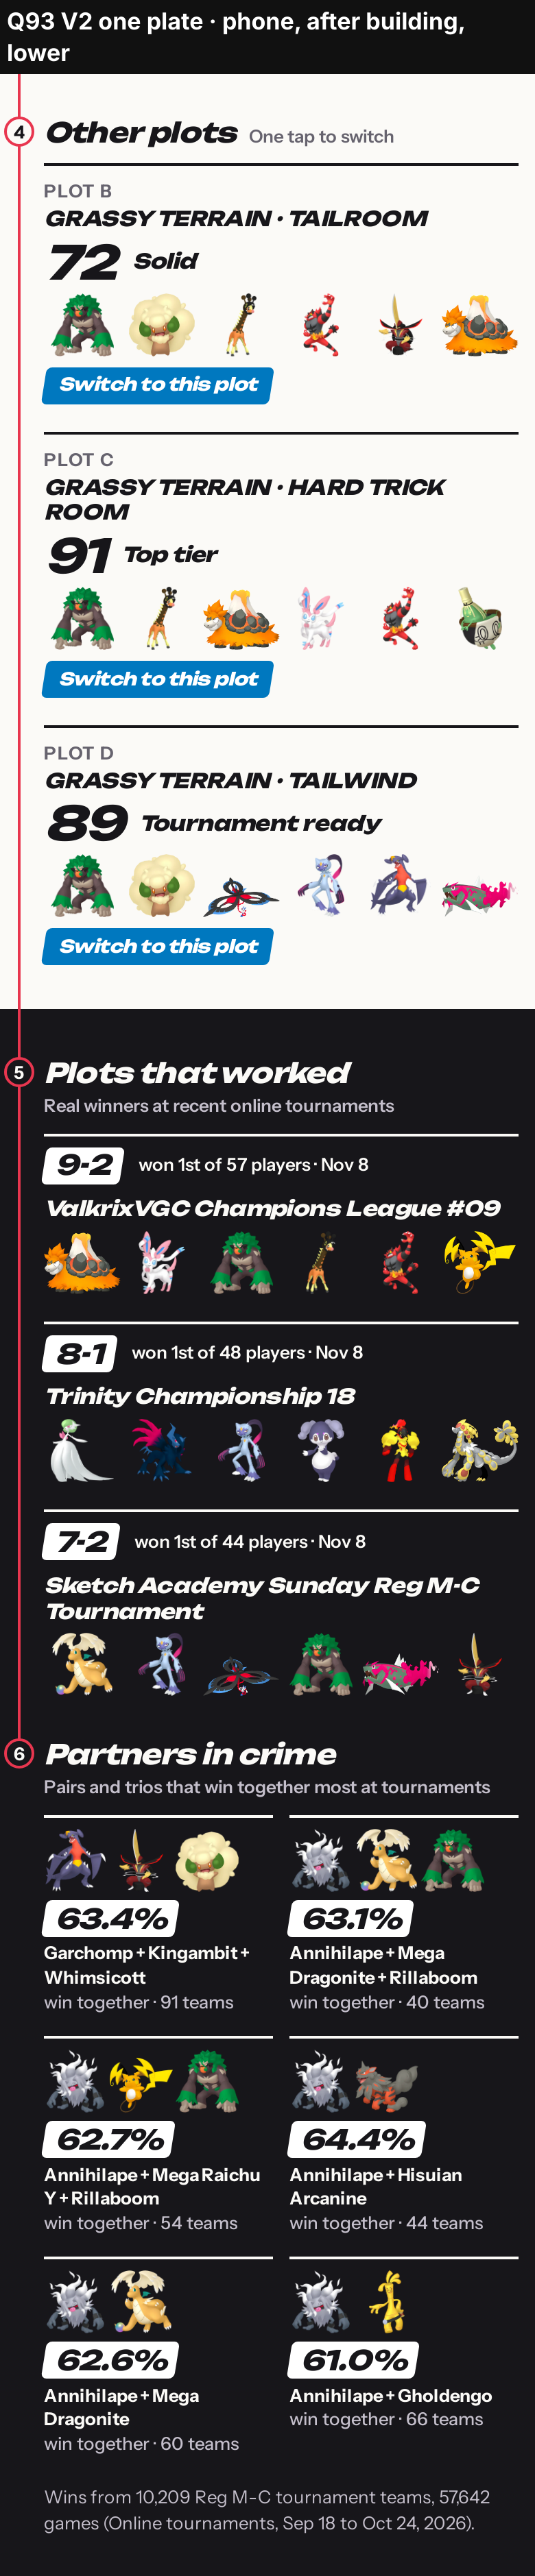 Q93 V2 one plate · phone, after building,
lower
4
Other plots One tap to switch
PLOT B
GRASSY TERRAIN · TAILROOM
72 Solid
Switch to this plot
PLOT C
GRASSY TERRAIN · HARD TRICK
ROOM
91 Top tier
Switch to this plot
PLOT D
GRASSY TERRAIN · TAILWIND
89 Tournament ready
Switch to this plot
5
Plots that worked
Real winners at recent online tournaments
9-2 won 1st of 57 players · Nov 8
ValkrixVGC Champions League #09
8-1 won 1st of 48 players · Nov 8
Trinity Championship 18
7-2 won 1st of 44 players · Nov 8
Sketch Academy Sunday Reg M-C
Tournament
6
Partners in crime
Pairs and trios that win together most at tournaments
63.4%
Garchomp + Kingambit +
Whimsicott
win together · 91 teams
63.1%
Annihilape + Mega
Dragonite + Rillaboom
win together · 40 teams
62.7%
Annihilape + Mega Raichu
Y + Rillaboom
win together · 54 teams
64.4%
Annihilape + Hisuian
Arcanine
win together · 44 teams
62.6%
Annihilape + Mega
Dragonite
win together · 60 teams
61.0%
Annihilape + Gholdengo
win together · 66 teams
Wins from 10,209 Reg M-C tournament teams, 57,642
games (Online tournaments, Sep 18 to Oct 24, 2026).